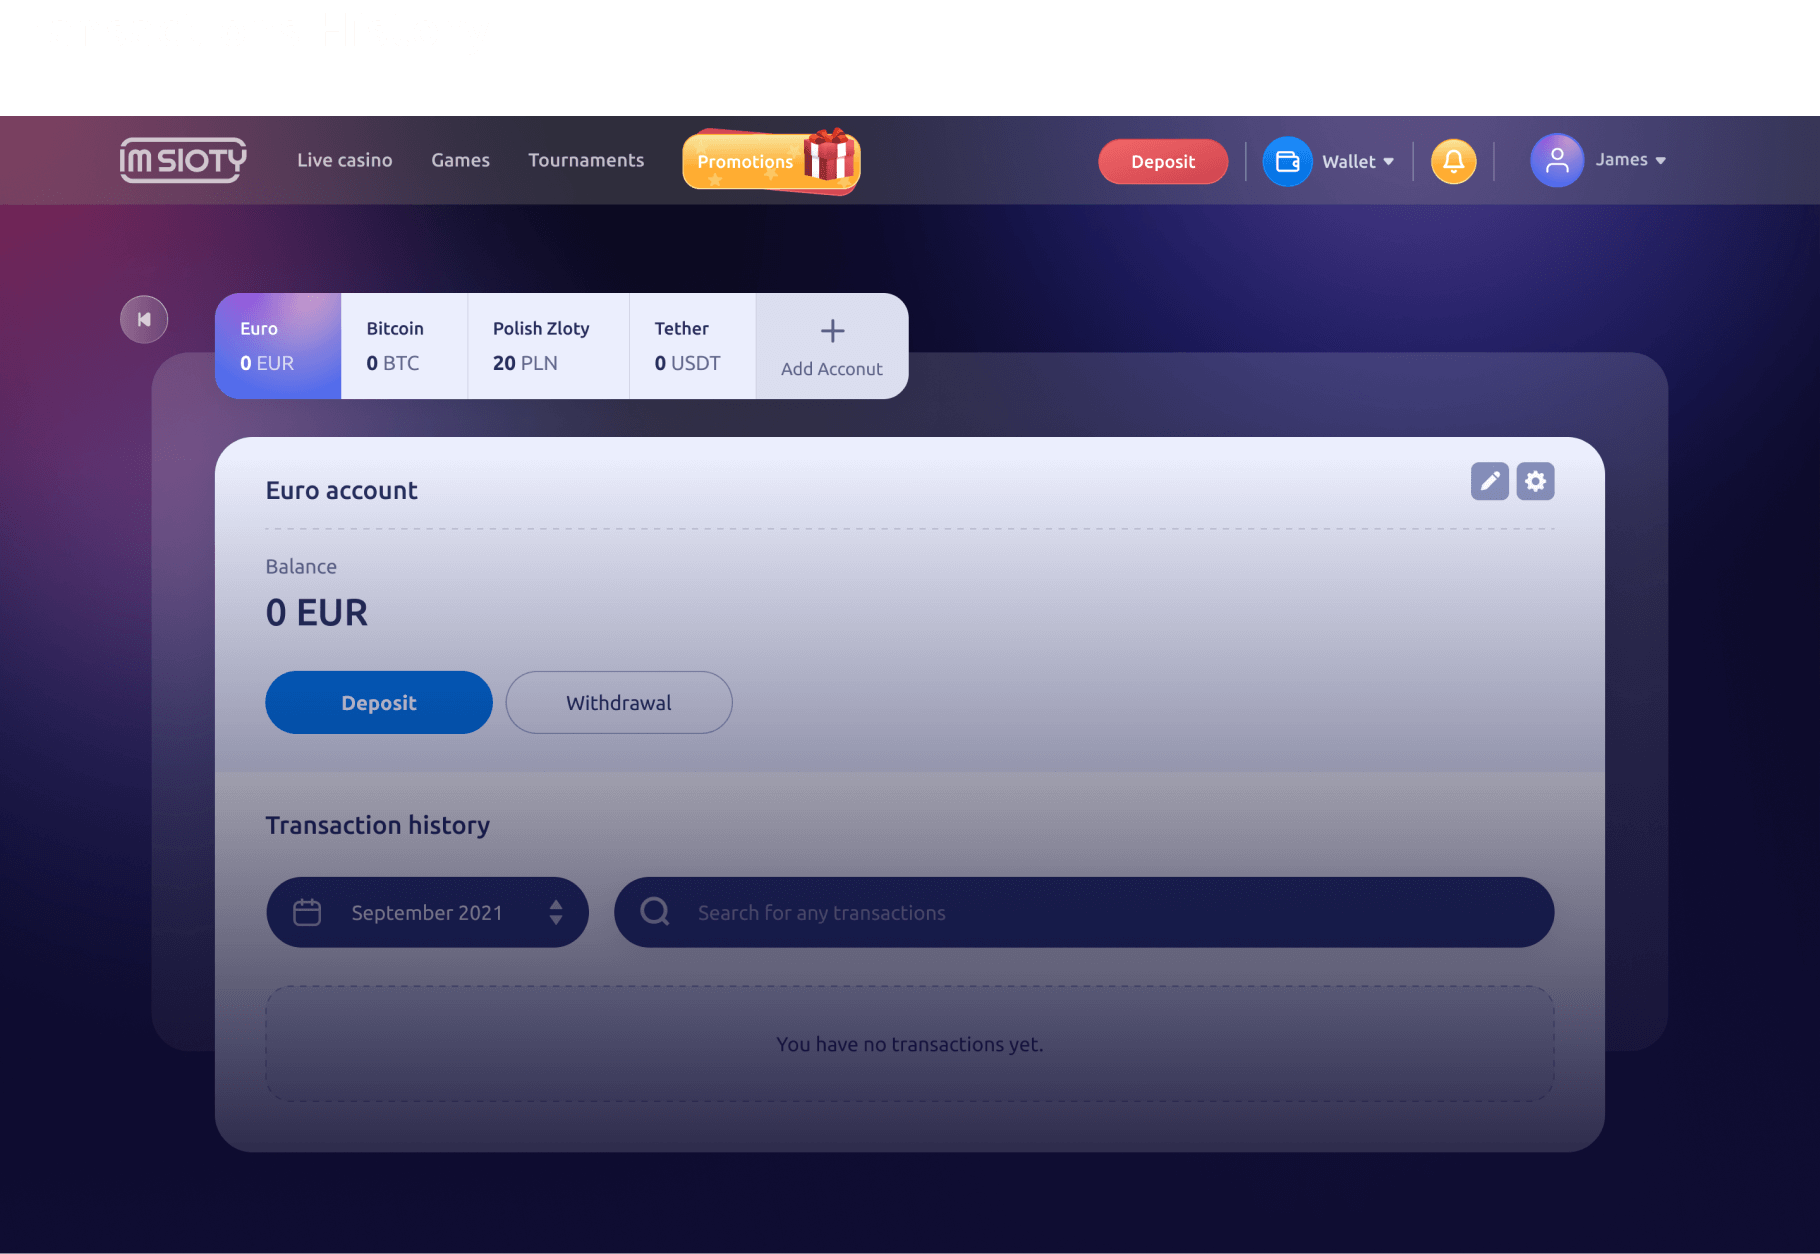 IM SIOTY
Live casino
Games
Tournaments
Promotions
Deposit
Wallet
James
Euro
0 EUR
Bitcoin
0 BTC
Polish Zloty
20 PLN
Tether
0 USDT
Add Acconut
Euro account
Balance
0 EUR
Deposit
Withdrawal
Transaction history
September 2021
Search for any transactions
You have no transactions yet.